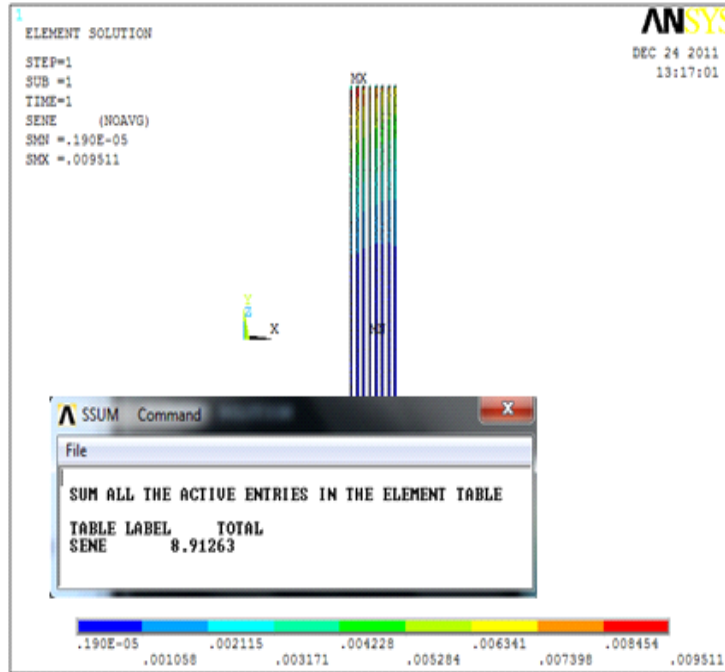 1
ELEMENT SOLUTION
STEP=1
SUB =1
TIME=1
SENE (NOAVG)
SMN =.190E-05
SMX =.009511
ANSYS
DEC 24 2011
13:17:01
MX
Y
Z
X
MN
SSUM Command
File
SUM ALL THE ACTIVE ENTRIES IN THE ELEMENT TABLE
TABLE LABEL TOTAL
SENE 8.91263
.190E-05 .002115 .004228 .006341 .008454
.001058 .003171 .005284 .007398 .009511